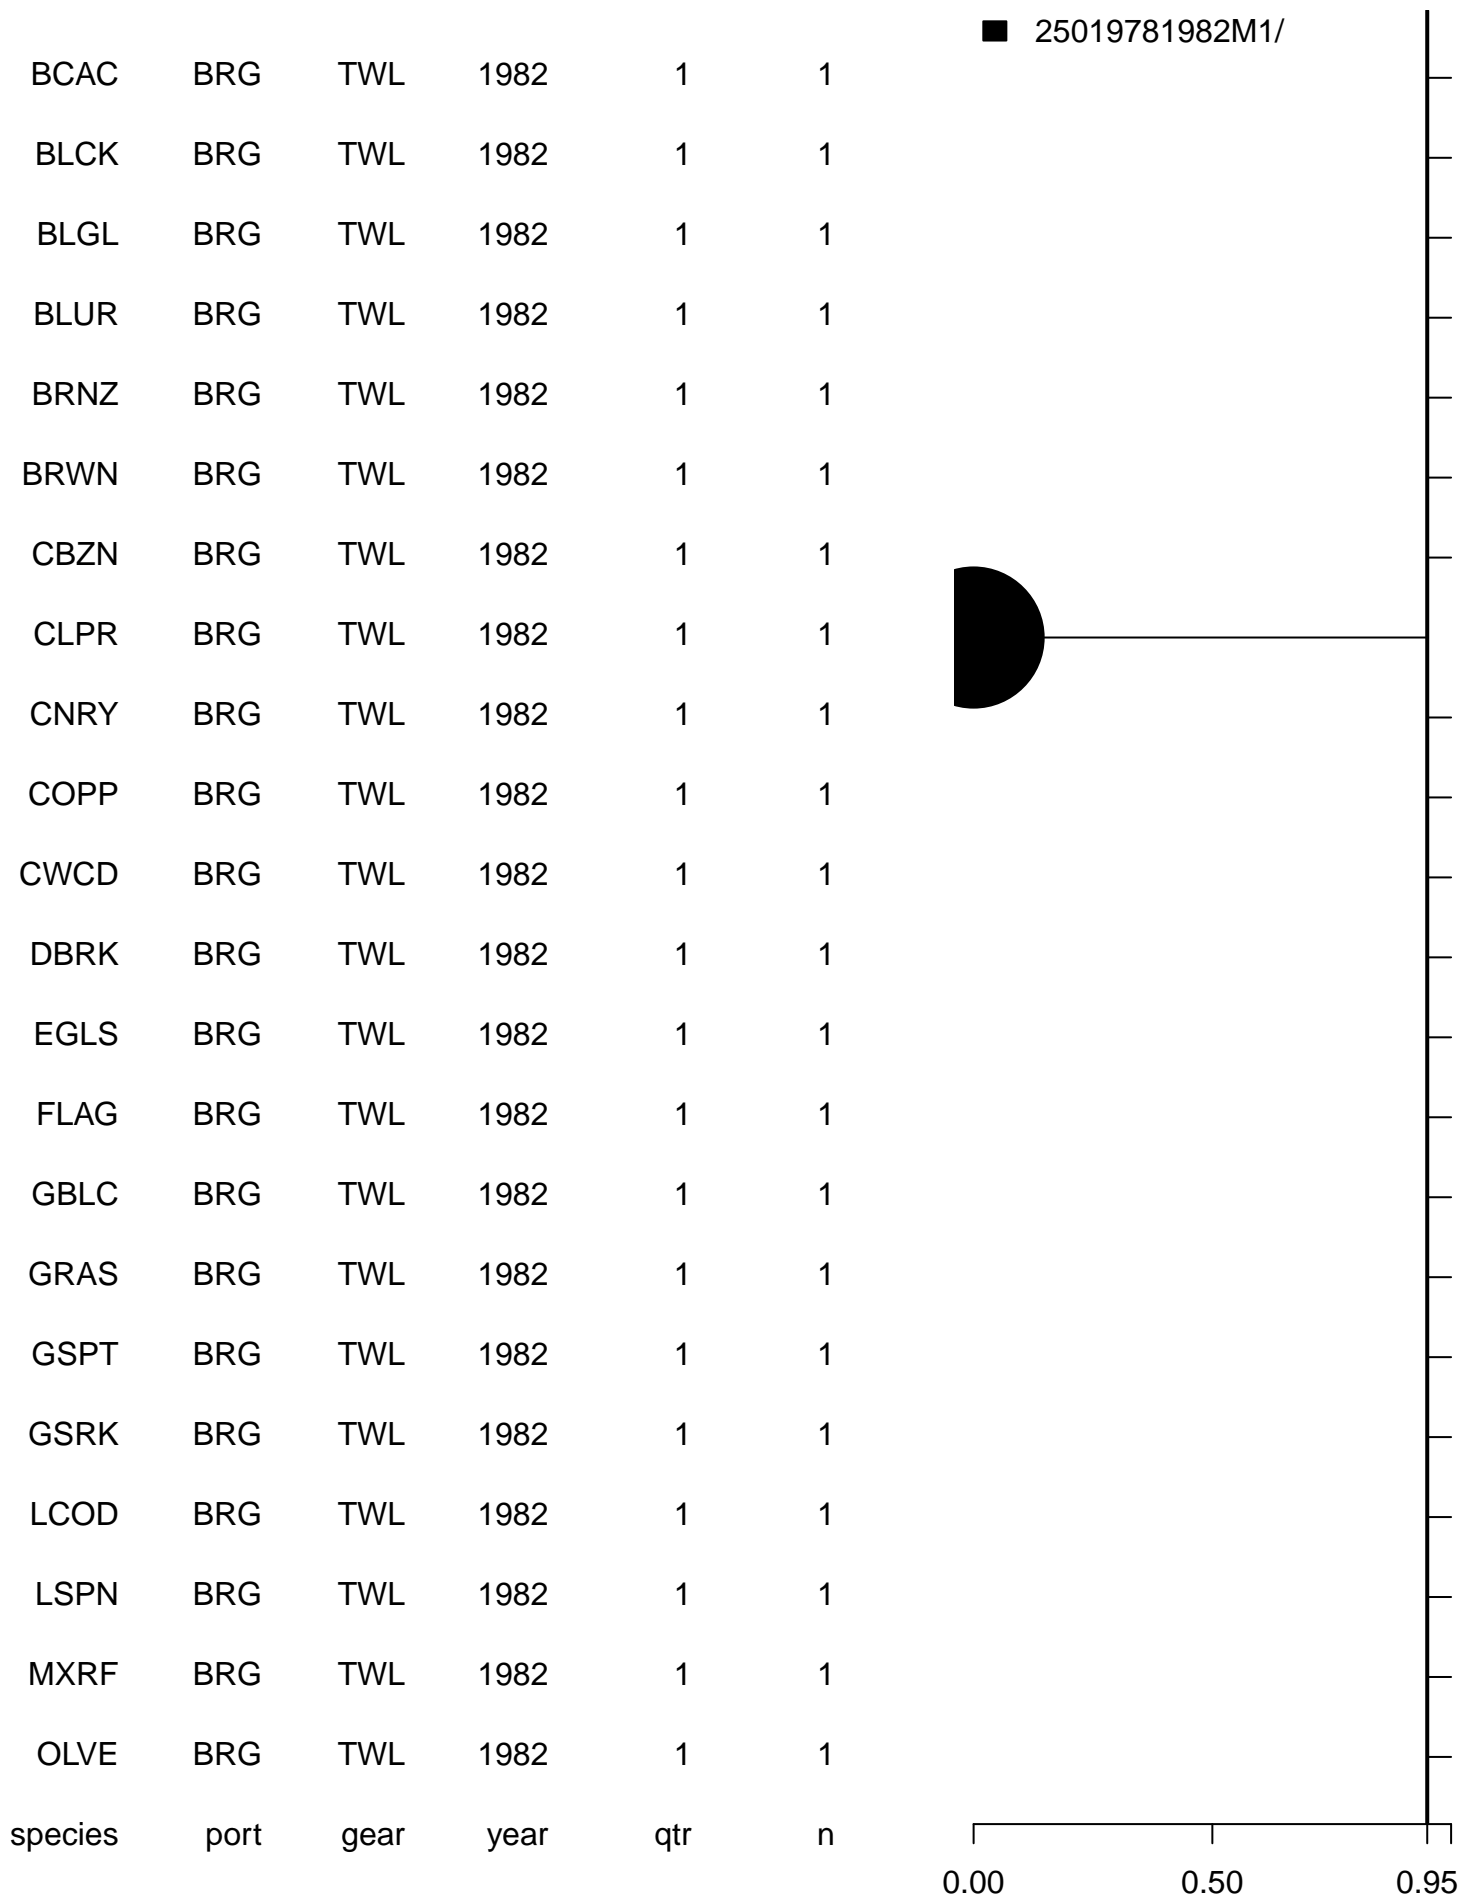 25019781982M1/
BCAC BRG TWL 1982 1 1
BLCK BRG TWL 1982 1 1
BLGL BRG TWL 1982 1 1
BLUR BRG TWL 1982 1 1
BRNZ BRG TWL 1982 1 1
BRWN BRG TWL 1982 1 1
CBZN BRG TWL 1982 1 1
CLPR BRG TWL 1982 1 1
CNRY BRG TWL 1982 1 1
COPP BRG TWL 1982 1 1
CWCD BRG TWL 1982 1 1
DBRK BRG TWL 1982 1 1
EGLS BRG TWL 1982 1 1
FLAG BRG TWL 1982 1 1
GBLC BRG TWL 1982 1 1
GRAS BRG TWL 1982 1 1
GSPT BRG TWL 1982 1 1
GSRK BRG TWL 1982 1 1
LCOD BRG TWL 1982 1 1
LSPN BRG TWL 1982 1 1
MXRF BRG TWL 1982 1 1
OLVE BRG TWL 1982 1 1
species port gear year qtr n
0.00 0.50 0.95